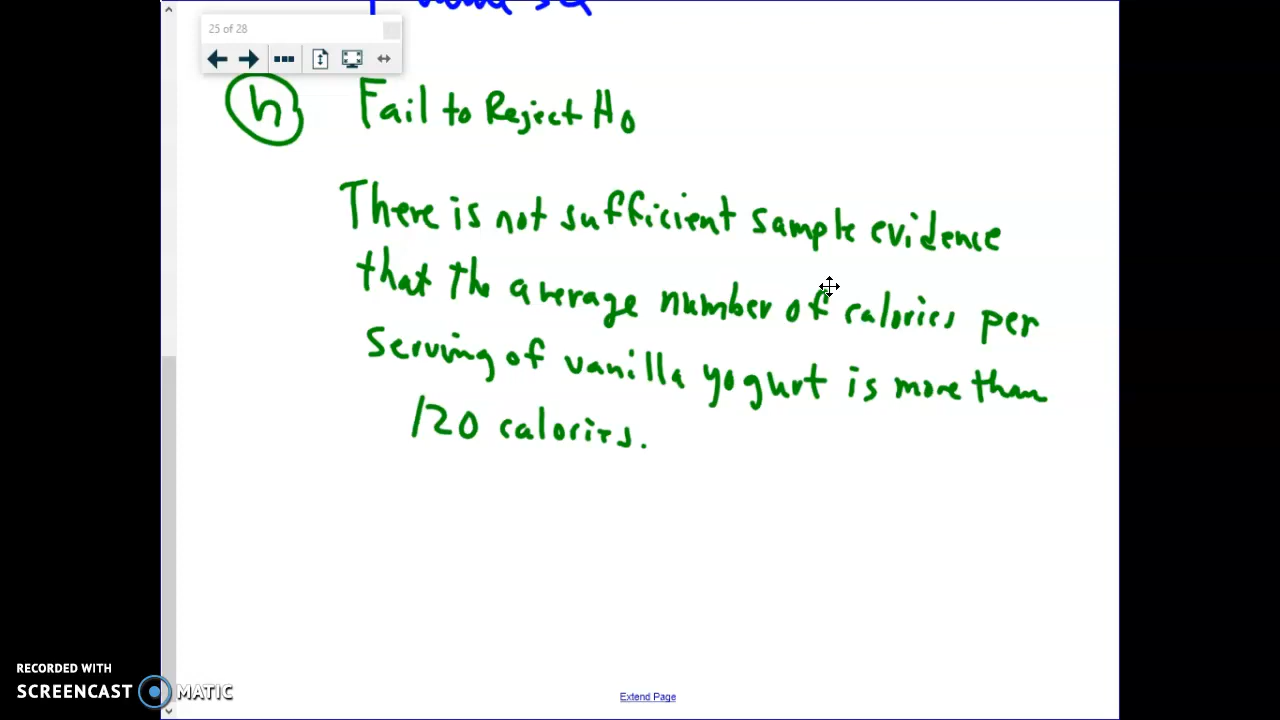 25 of 28
h Fail to Reject H0
There is not sufficient sample evidence
that the average number of calories per
serving of vanilla yogurt is more than
120 calories.
RECORDED WITH
SCREENCAST MATIC
Extend Page